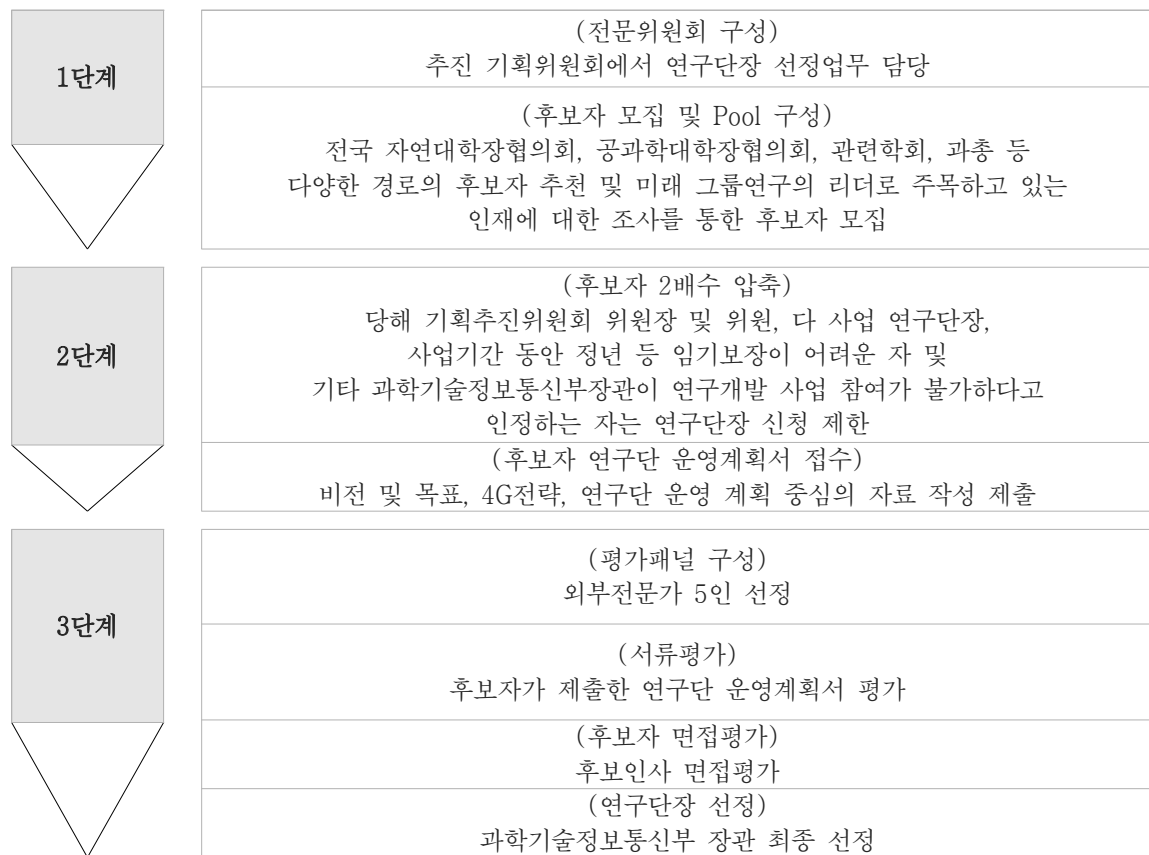 1단계
(전문위원회 구성)
추진 기획위원회에서 연구단장 선정업무 담당
(후보자 모집 및 Pool 구성)
전국 자연대학장협의회, 공과학대학장협의회, 관련학회, 과총 등
다양한 경로의 후보자 추천 및 미래 그룹연구의 리더로 주목하고 있는
인재에 대한 조사를 통한 후보자 모집
2단계
(후보자 2배수 압축)
당해 기획추진위원회 위원장 및 위원, 다 사업 연구단장,
사업기간 동안 정년 등 임기보장이 어려운 자 및
기타 과학기술정보통신부장관이 연구개발 사업 참여가 불가하다고
인정하는 자는 연구단장 신청 제한
(후보자 연구단 운영계획서 접수)
비전 및 목표, 4G전략, 연구단 운영 계획 중심의 자료 작성 제출
3단계
(평가패널 구성)
외부전문가 5인 선정
(서류평가)
후보자가 제출한 연구단 운영계획서 평가
(후보자 면접평가)
후보인사 면접평가
(연구단장 선정)
과학기술정보통신부 장관 최종 선정